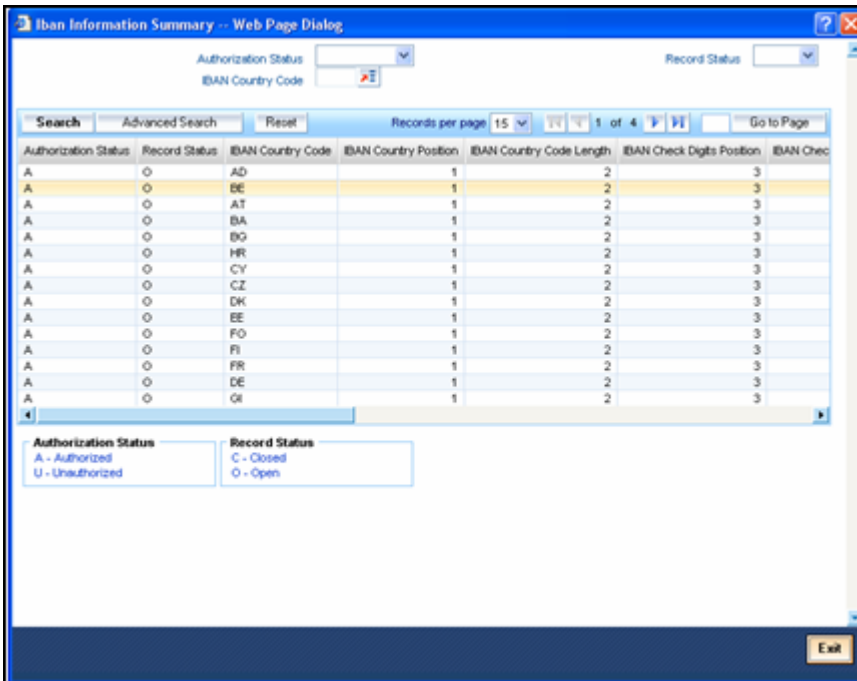 Iban Information Summary -- Web Page Dialog
Authorization Status Record Status
IBAN Country Code
Search Advanced Search Reset Records per page 15 1 of 4 Go to Page
Authorization Status Record Status IBAN Country Code IBAN Country Position IBAN Country Code Length IBAN Check Digits Position IBAN Chec
A O AD 1 2 3
A O BE 1 2 3
A O AT 1 2 3
A O BA 1 2 3
A O BG 1 2 3
A O HR 1 2 3
A O CY 1 2 3
A O CZ 1 2 3
A O DK 1 2 3
A O EE 1 2 3
A O FO 1 2 3
A O FI 1 2 3
A O FR 1 2 3
A O DE 1 2 3
A O GI 1 2 3
Authorization Status Record Status
A - Authorized C - Closed
U - Unauthorized O - Open
Exit